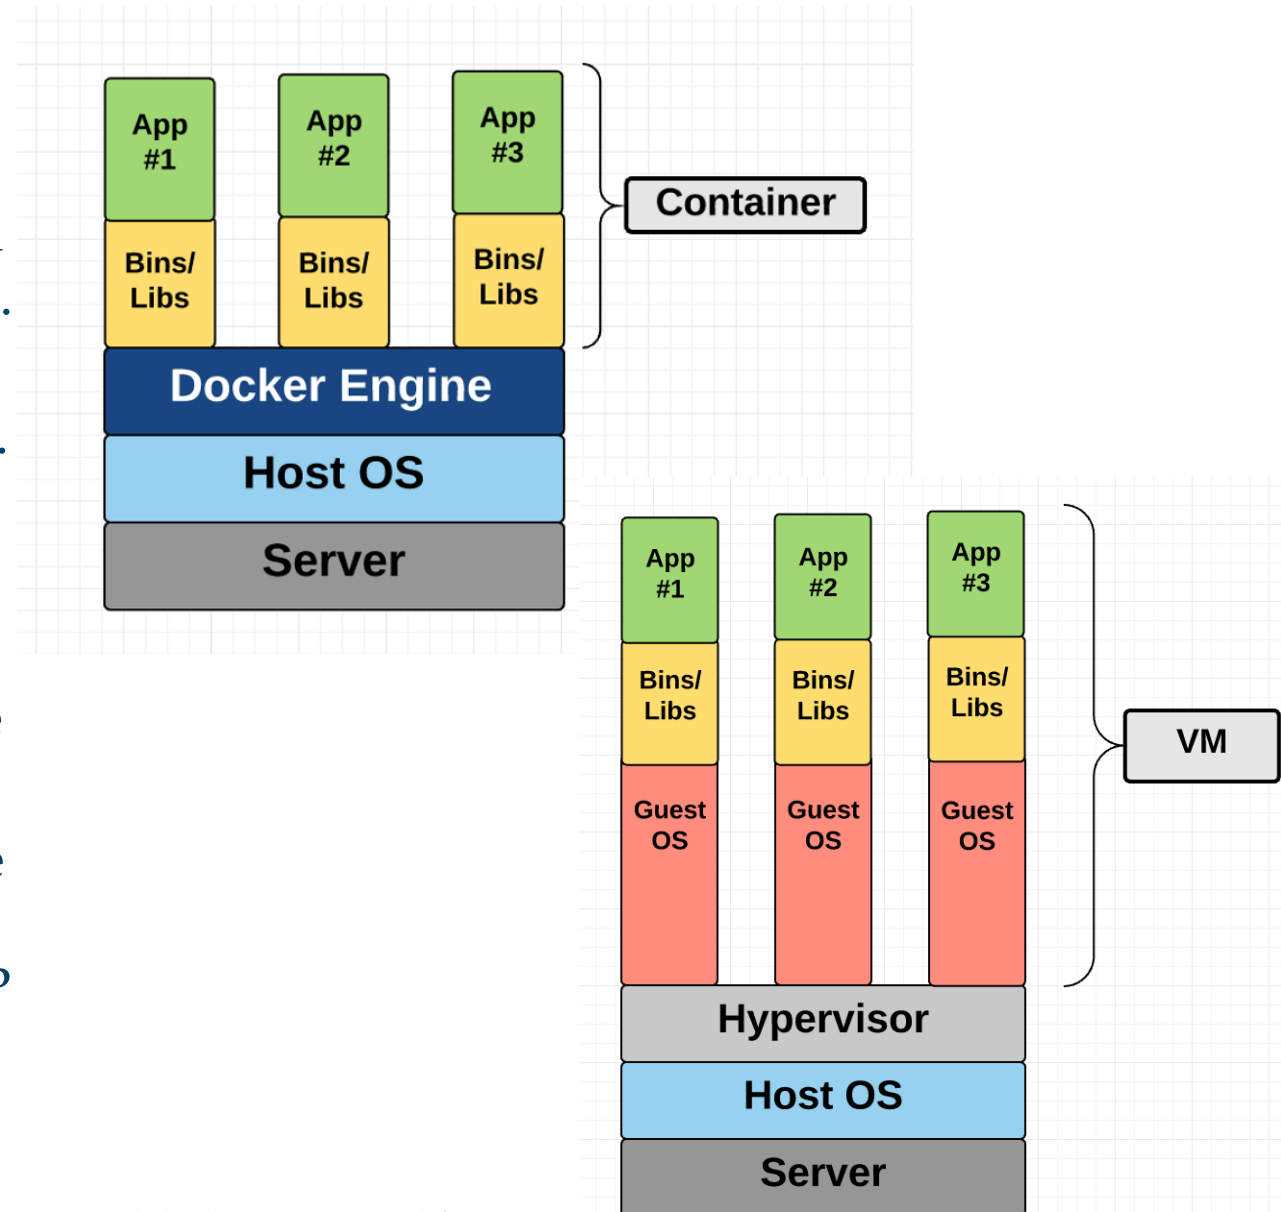 App
#1
App
#2
App
#3
Container
Bins/
Libs
Bins/
Libs
Bins/
Libs
Docker Engine
Host OS
Server
App
#1
App
#2
App
#3
Bins/
Libs
Bins/
Libs
Bins/
Libs
VM
Guest
OS
Guest
OS
Guest
OS
Hypervisor
Host OS
Server